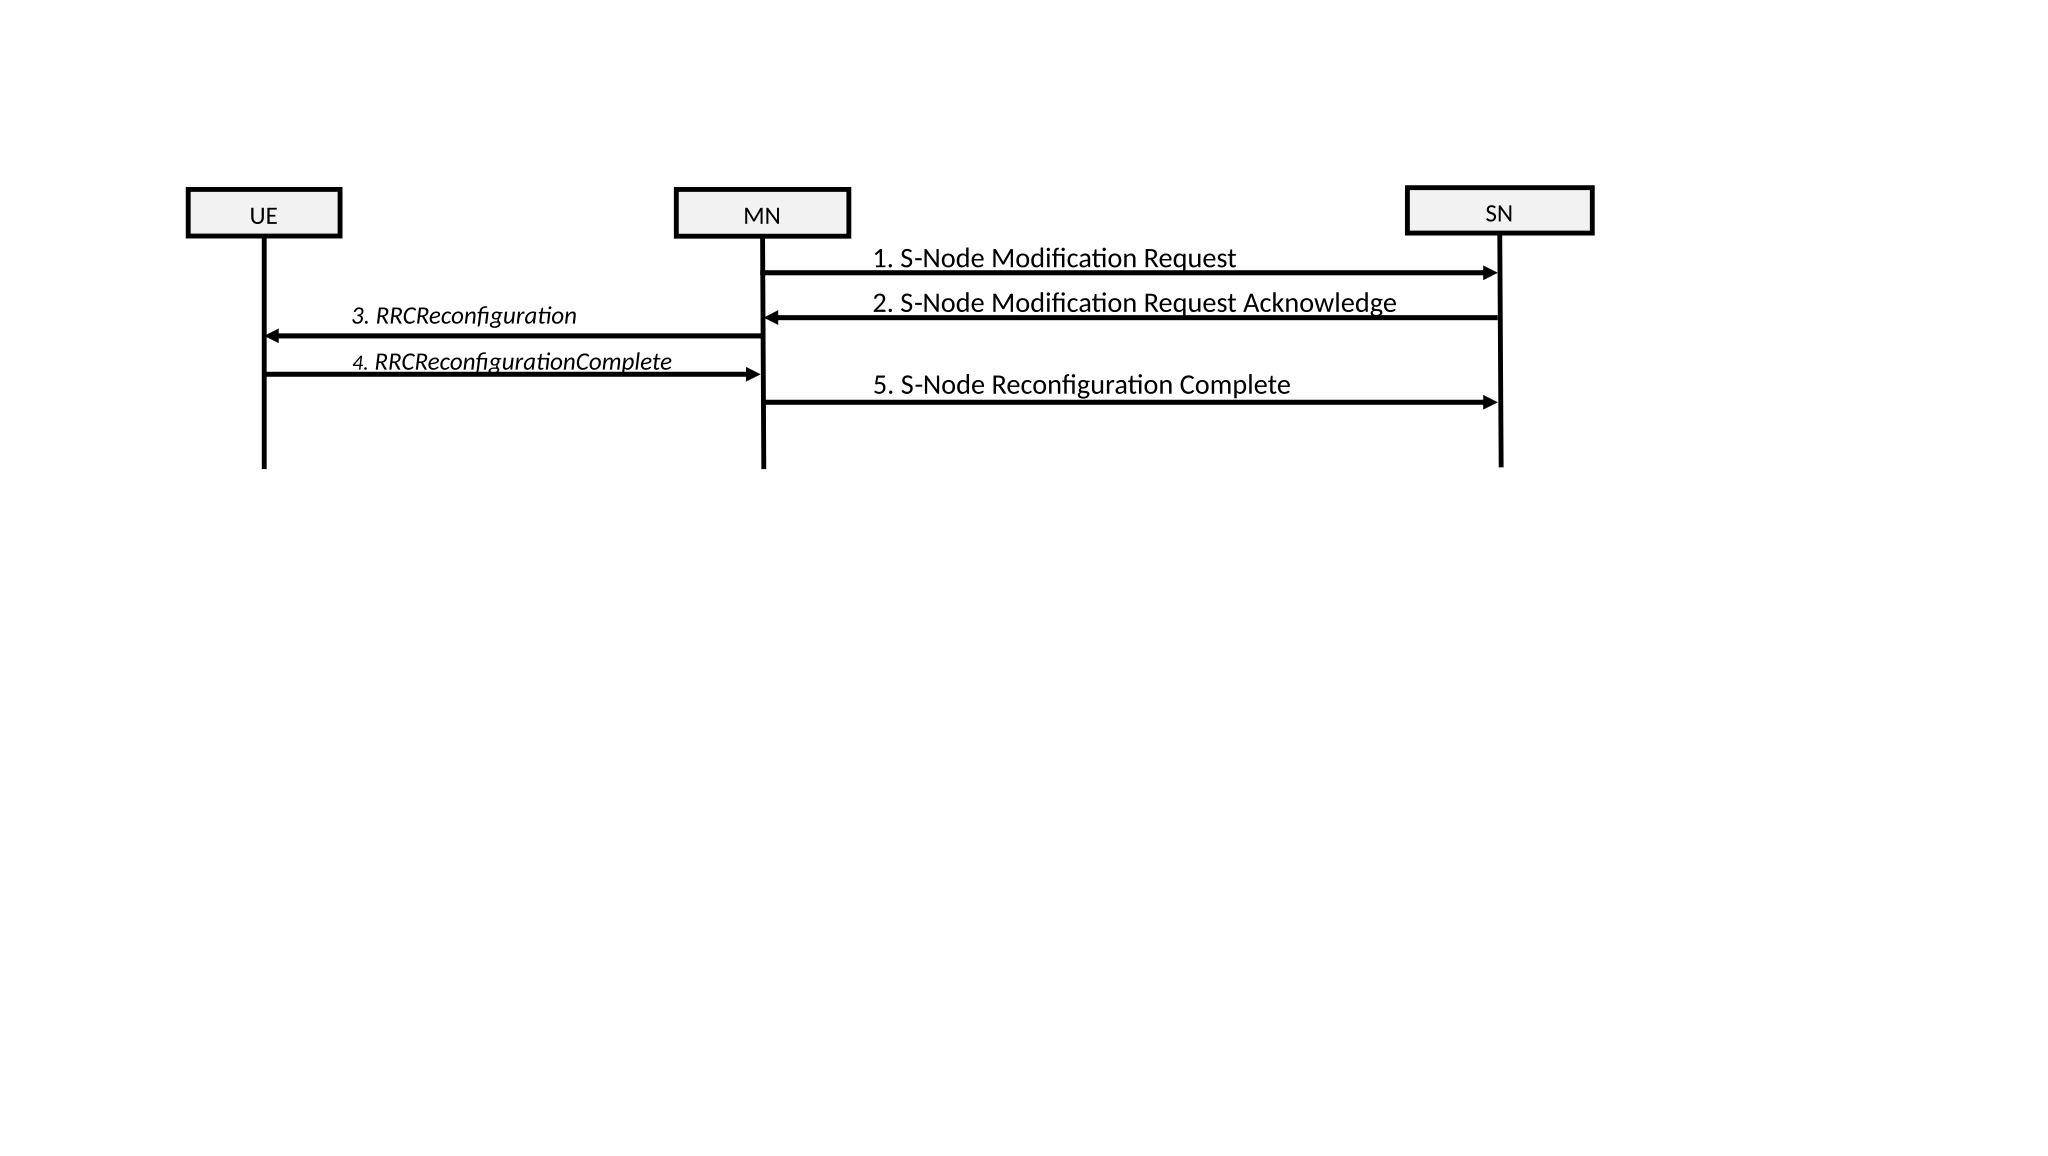 UE
MN
SN
1. S-Node Modification Request
2. S-Node Modification Request Acknowledge
3. RRCReconfiguration
4. RRCReconfigurationComplete
5. S-Node Reconfiguration Complete